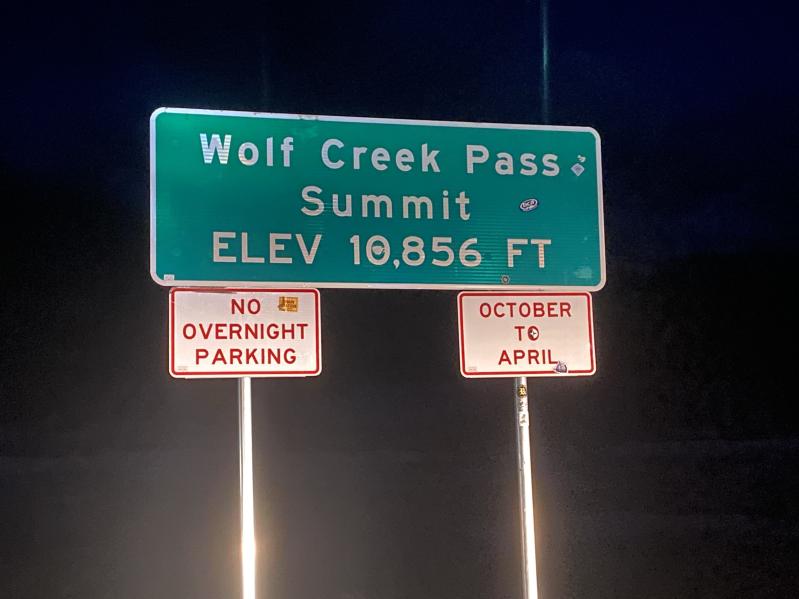 Wolf Creek Pass
Summit
ELEV 10,856 FT
NO
OVERNIGHT
PARKING
OCTOBER
TO
APRIL